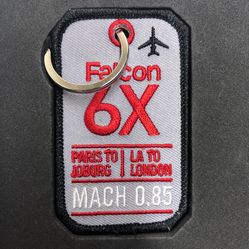 Falcon
6X
PARIS TO | LA TO
JOBURG | LONDON
MACH 0.85